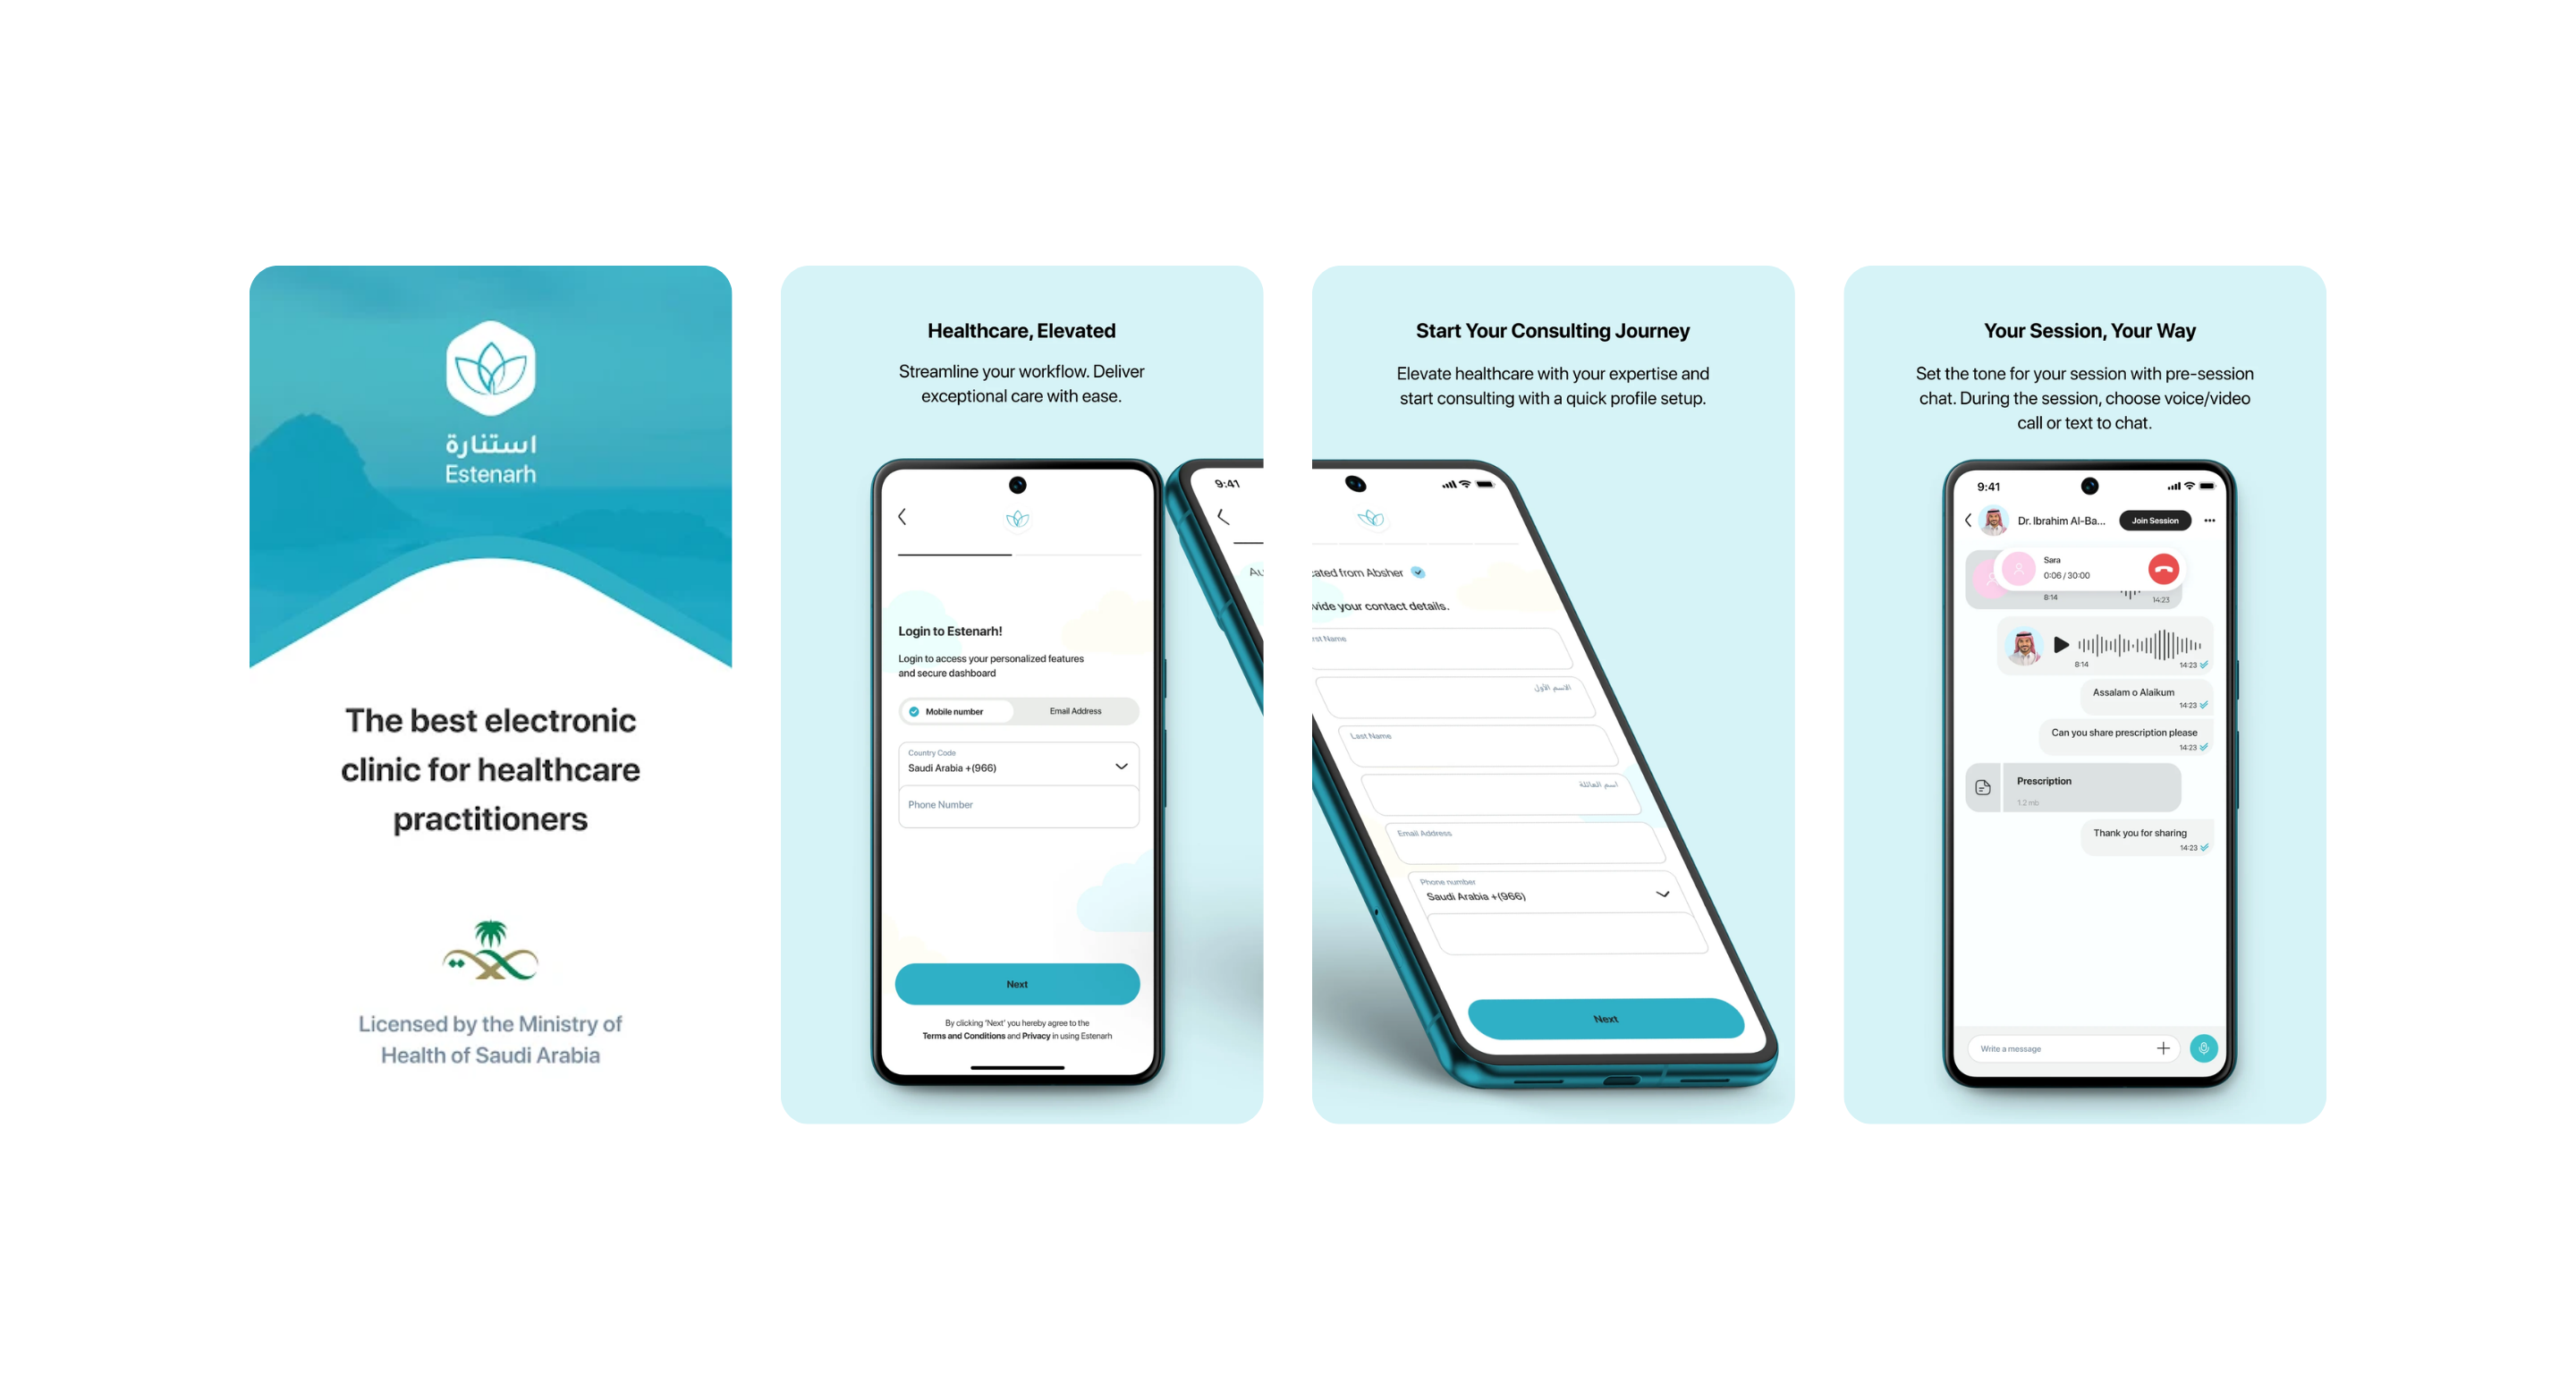 استنارة
Estenarh
The best electronic
clinic for healthcare
practitioners
Licensed by the Ministry of
Health of Saudi Arabia
Healthcare, Elevated
Streamline your workflow. Deliver
exceptional care with ease.
Login to Estenarh!
Login to access your personalized features
and secure dashboard
Mobile number
Email Address
Country Code
Saudi Arabia +(966)
Phone Number
Next
By clicking 'Next' you hereby agree to the
Terms and Conditions and Privacy in using Estenarh
9:41
Start Your Consulting Journey
Elevate healthcare with your expertise and
start consulting with a quick profile setup.
from Absher
your contact details.
Name
الاسم الأول
Last Name
اسم العائلة
Email Address
Phone number
Saudi Arabia +(966)
Next
Your Session, Your Way
Set the tone for your session with pre-session
chat. During the session, choose voice/video
call or text to chat.
9:41
Dr. Ibrahim Al-Ba...
Join Session
Sara
0:06 / 30:00
8:14
14:23
8:14
14:23
Assalam o Alaikum
14:23
Can you share prescription please
14:23
Prescription
1.2 mb
Thank you for sharing
14:23
Write a message